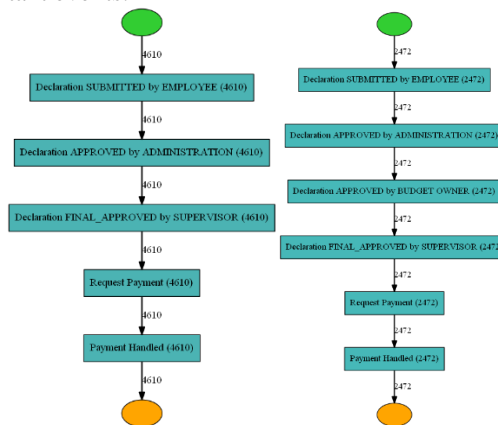 4610
Declaration SUBMITTED by EMPLOYEE (4610)
4610
Declaration APPROVED by ADMINISTRATION (4610)
4610
Declaration FINAL_APPROVED by SUPERVISOR (4610)
4610
Request Payment (4610)
4610
Payment Handled (4610)
4610
2472
Declaration SUBMITTED by EMPLOYEE (2472)
2472
Declaration APPROVED by ADMINISTRATION (2472)
2472
Declaration APPROVED by BUDGET OWNER (2472)
2472
Declaration FINAL_APPROVED by SUPERVISOR (2472
2472
Request Payment (2472)
2472
Payment Handled (2472)
2472